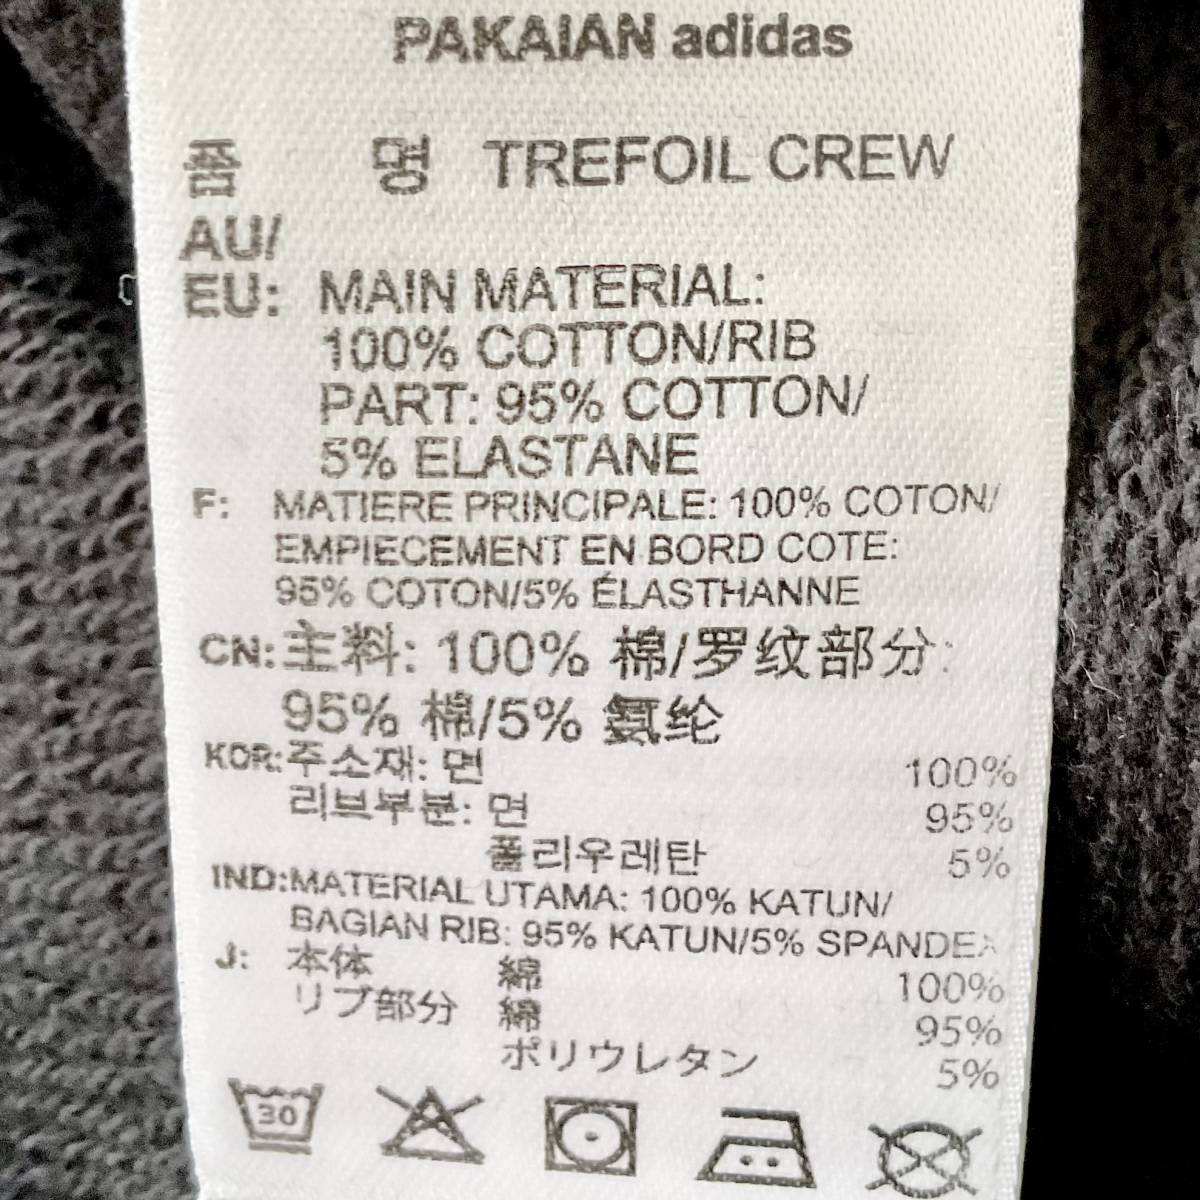 PAKAIAN adidas
품 명 TREFOIL CREW
AU/
EU: MAIN MATERIAL:
100% COTTON/RIB
PART: 95% COTTON/
5% ELASTANE
F: MATIERE PRINCIPALE: 100% COTON/
EMPIECEMENT EN BORD COTE:
95% COTON/5% ÉLASTHANNE
CN: 主料: 100% 棉/罗纹部分:
95% 棉/5% 氨纶
KOR: 주소재: 면 100%
리브부분: 면 95%
폴리우레탄 5%
IND: MATERIAL UTAMA: 100% KATUN/
BAGIAN RIB: 95% KATUN/5% SPANDEX
J: 本体 綿 100%
リブ部分 綿 95%
ポリウレタン 5%
30